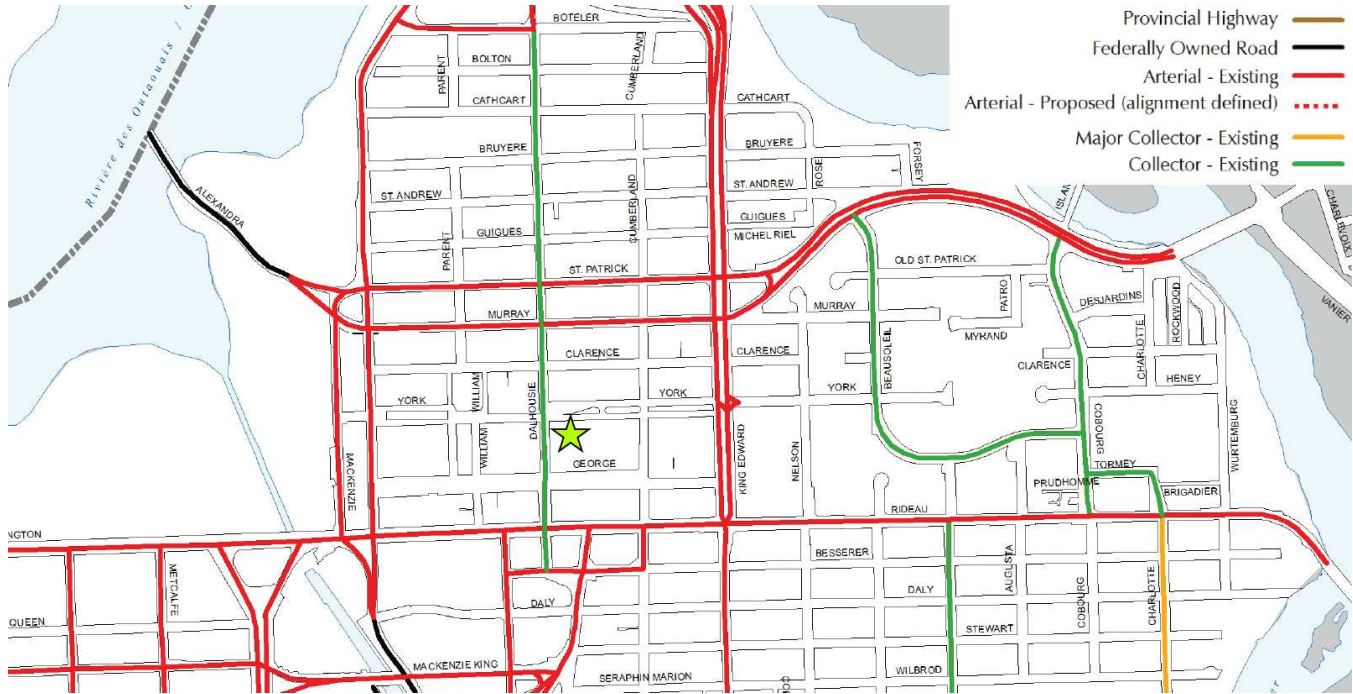 Provincial Highway
Federally Owned Road
Arterial - Existing
Arterial - Proposed (alignment defined)
Major Collector - Existing
Collector - Existing
BOTELER
BOLTON
PARENT
CUMBERLAND
CATHCART
CATHCART
BRUYERE
BRUYERE
FORSEY
ROSE
ST. ANDREW
ST. ANDREW
Rivière des Outaouais /
ALEXANDRA
GUIGUES
GUIGUES
CUMBERLAND
PARENT
MICHEL RIEL
ST. PATRICK
OLD ST. PATRICK
CHARLEVOIX
VANIER
MURRAY
MURRAY
PATRO
DESJARDINS
ROCKWOOD
MYRAND
CHARLOTTE
CLARENCE
CLARENCE
CLARENCE
BEAUSOLEIL
HENEY
YORK
WILLIAM
YORK
YORK
DALHOUSIE
COBOURG
WURTEMBURG
WILLIAM
GEORGE
KING EDWARD
NELSON
MACKENZIE
TORMEY
PRUDHOMME
BRIGADIER
RIDEAU
NGTON
BESSERER
METCALFE
DALY
DALY
AUGUSTA
COBOURG
CHARLOTTE
QUEEN
STEWART
MACKENZIE KING
WILBROD
SERAPHIN MARION